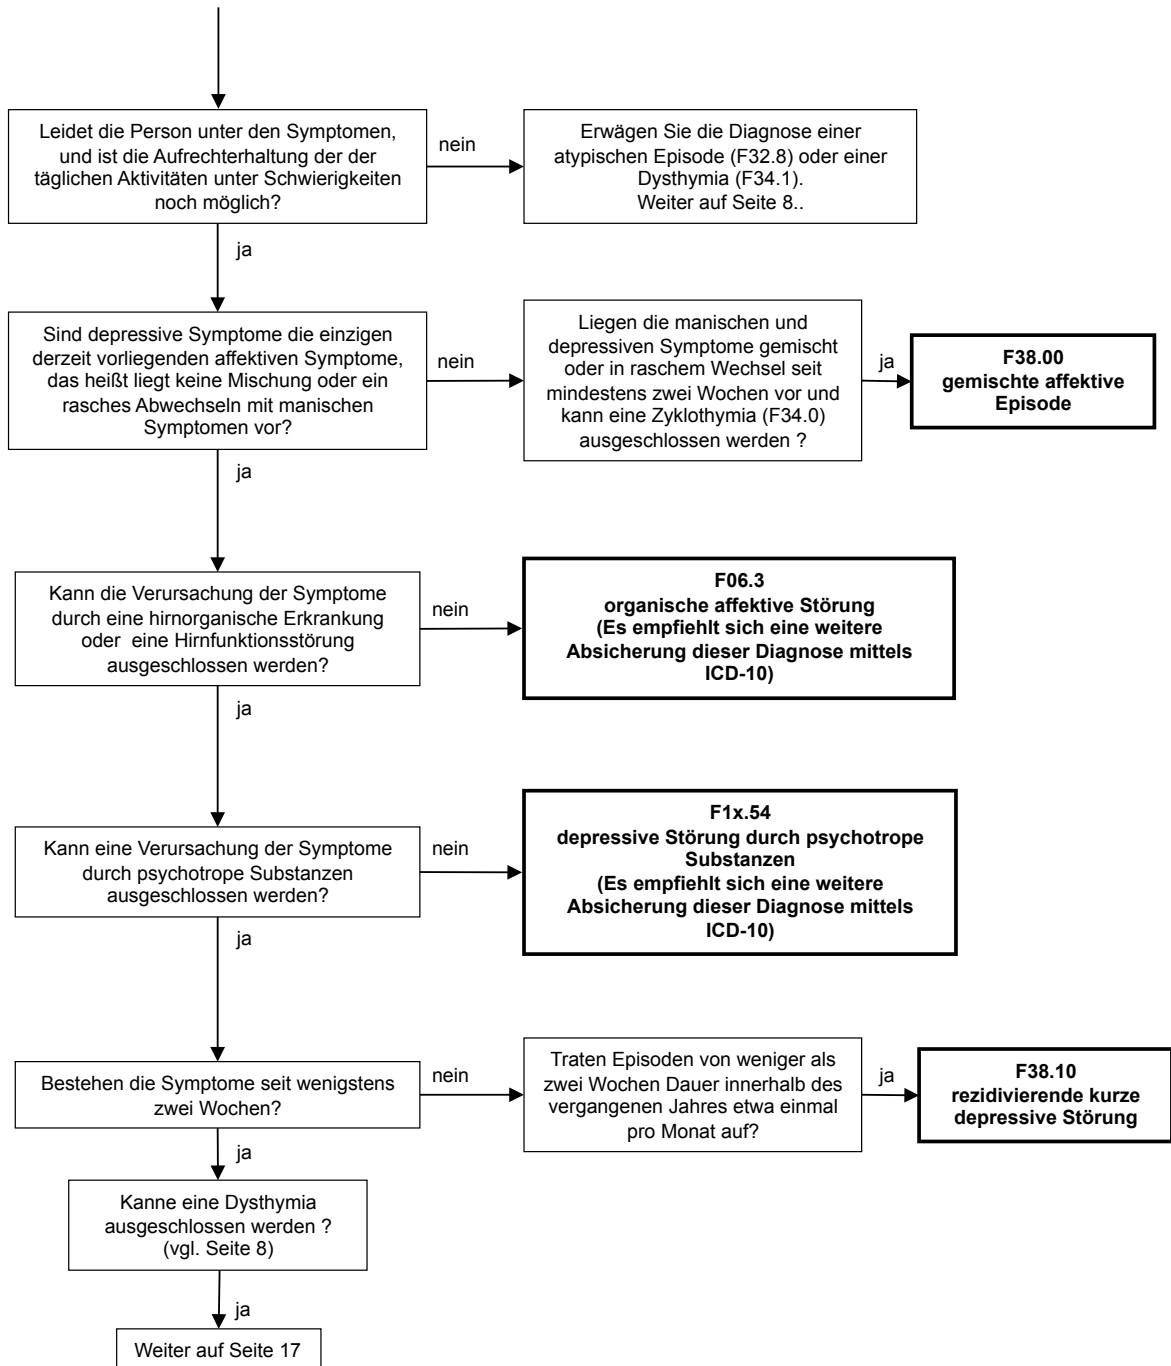 Leidet die Person unter den Symptomen,
und ist die Aufrechterhaltung der der
täglichen Aktivitäten unter Schwierigkeiten
noch möglich?
nein
Erwägen Sie die Diagnose einer
atypischen Episode (F32.8) oder einer
Dysthymia (F34.1).
Weiter auf Seite 8..
ja
Sind depressive Symptome die einzigen
derzeit vorliegenden affektiven Symptome,
das heißt liegt keine Mischung oder ein
rasches Abwechseln mit manischen
Symptomen vor?
nein
Liegen die manischen und
depressiven Symptome gemischt
oder in raschem Wechsel seit
mindestens zwei Wochen vor und
kann eine Zyklothymia (F34.0)
ausgeschlossen werden ?
ja
F38.00
gemischte affektive
Episode
ja
Kann die Verursachung der Symptome
durch eine hirnorganische Erkrankung
oder eine Hirnfunktionsstörung
ausgeschlossen werden?
nein
F06.3
organische affektive Störung
(Es empfiehlt sich eine weitere
Absicherung dieser Diagnose mittels
ICD-10)
ja
Kann eine Verursachung der Symptome
durch psychotrope Substanzen
ausgeschlossen werden?
nein
F1x.54
depressive Störung durch psychotrope
Substanzen
(Es empfiehlt sich eine weitere
Absicherung dieser Diagnose mittels
ICD-10)
ja
Bestehen die Symptome seit wenigstens
zwei Wochen?
nein
Traten Episoden von weniger als
zwei Wochen Dauer innerhalb des
vergangenen Jahres etwa einmal
pro Monat auf?
ja
F38.10
rezidivierende kurze
depressive Störung
ja
Kanne eine Dysthymia
ausgeschlossen werden ?
(vgl. Seite 8)
ja
Weiter auf Seite 17